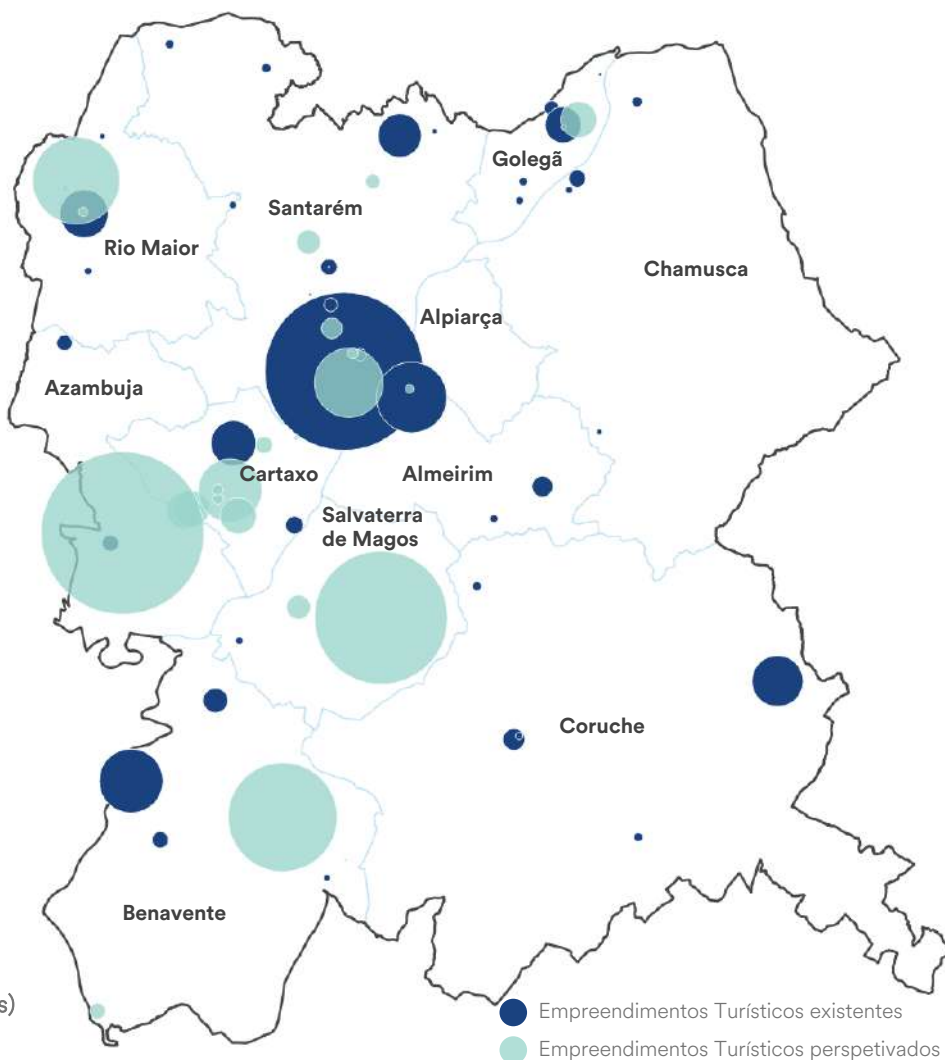 Golegã
Santarém
Rio Maior
Chamusca
Alpiarça
Azambuja
Cartaxo
Almeirim
Salvaterra
de Magos
Coruche
Benavente
s)
Empreendimentos Turísticos existentes
Empreendimentos Turísticos perspetivados